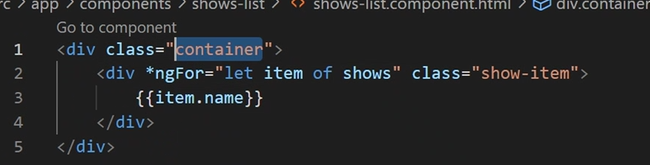 rc > app > components > shows-list > <> shows-list.component.html > div.container
Go to component
1 <div class="container">
2 <div *ngFor="let item of shows" class="show-item">
3 {{item.name}}
4 </div>
5 </div>